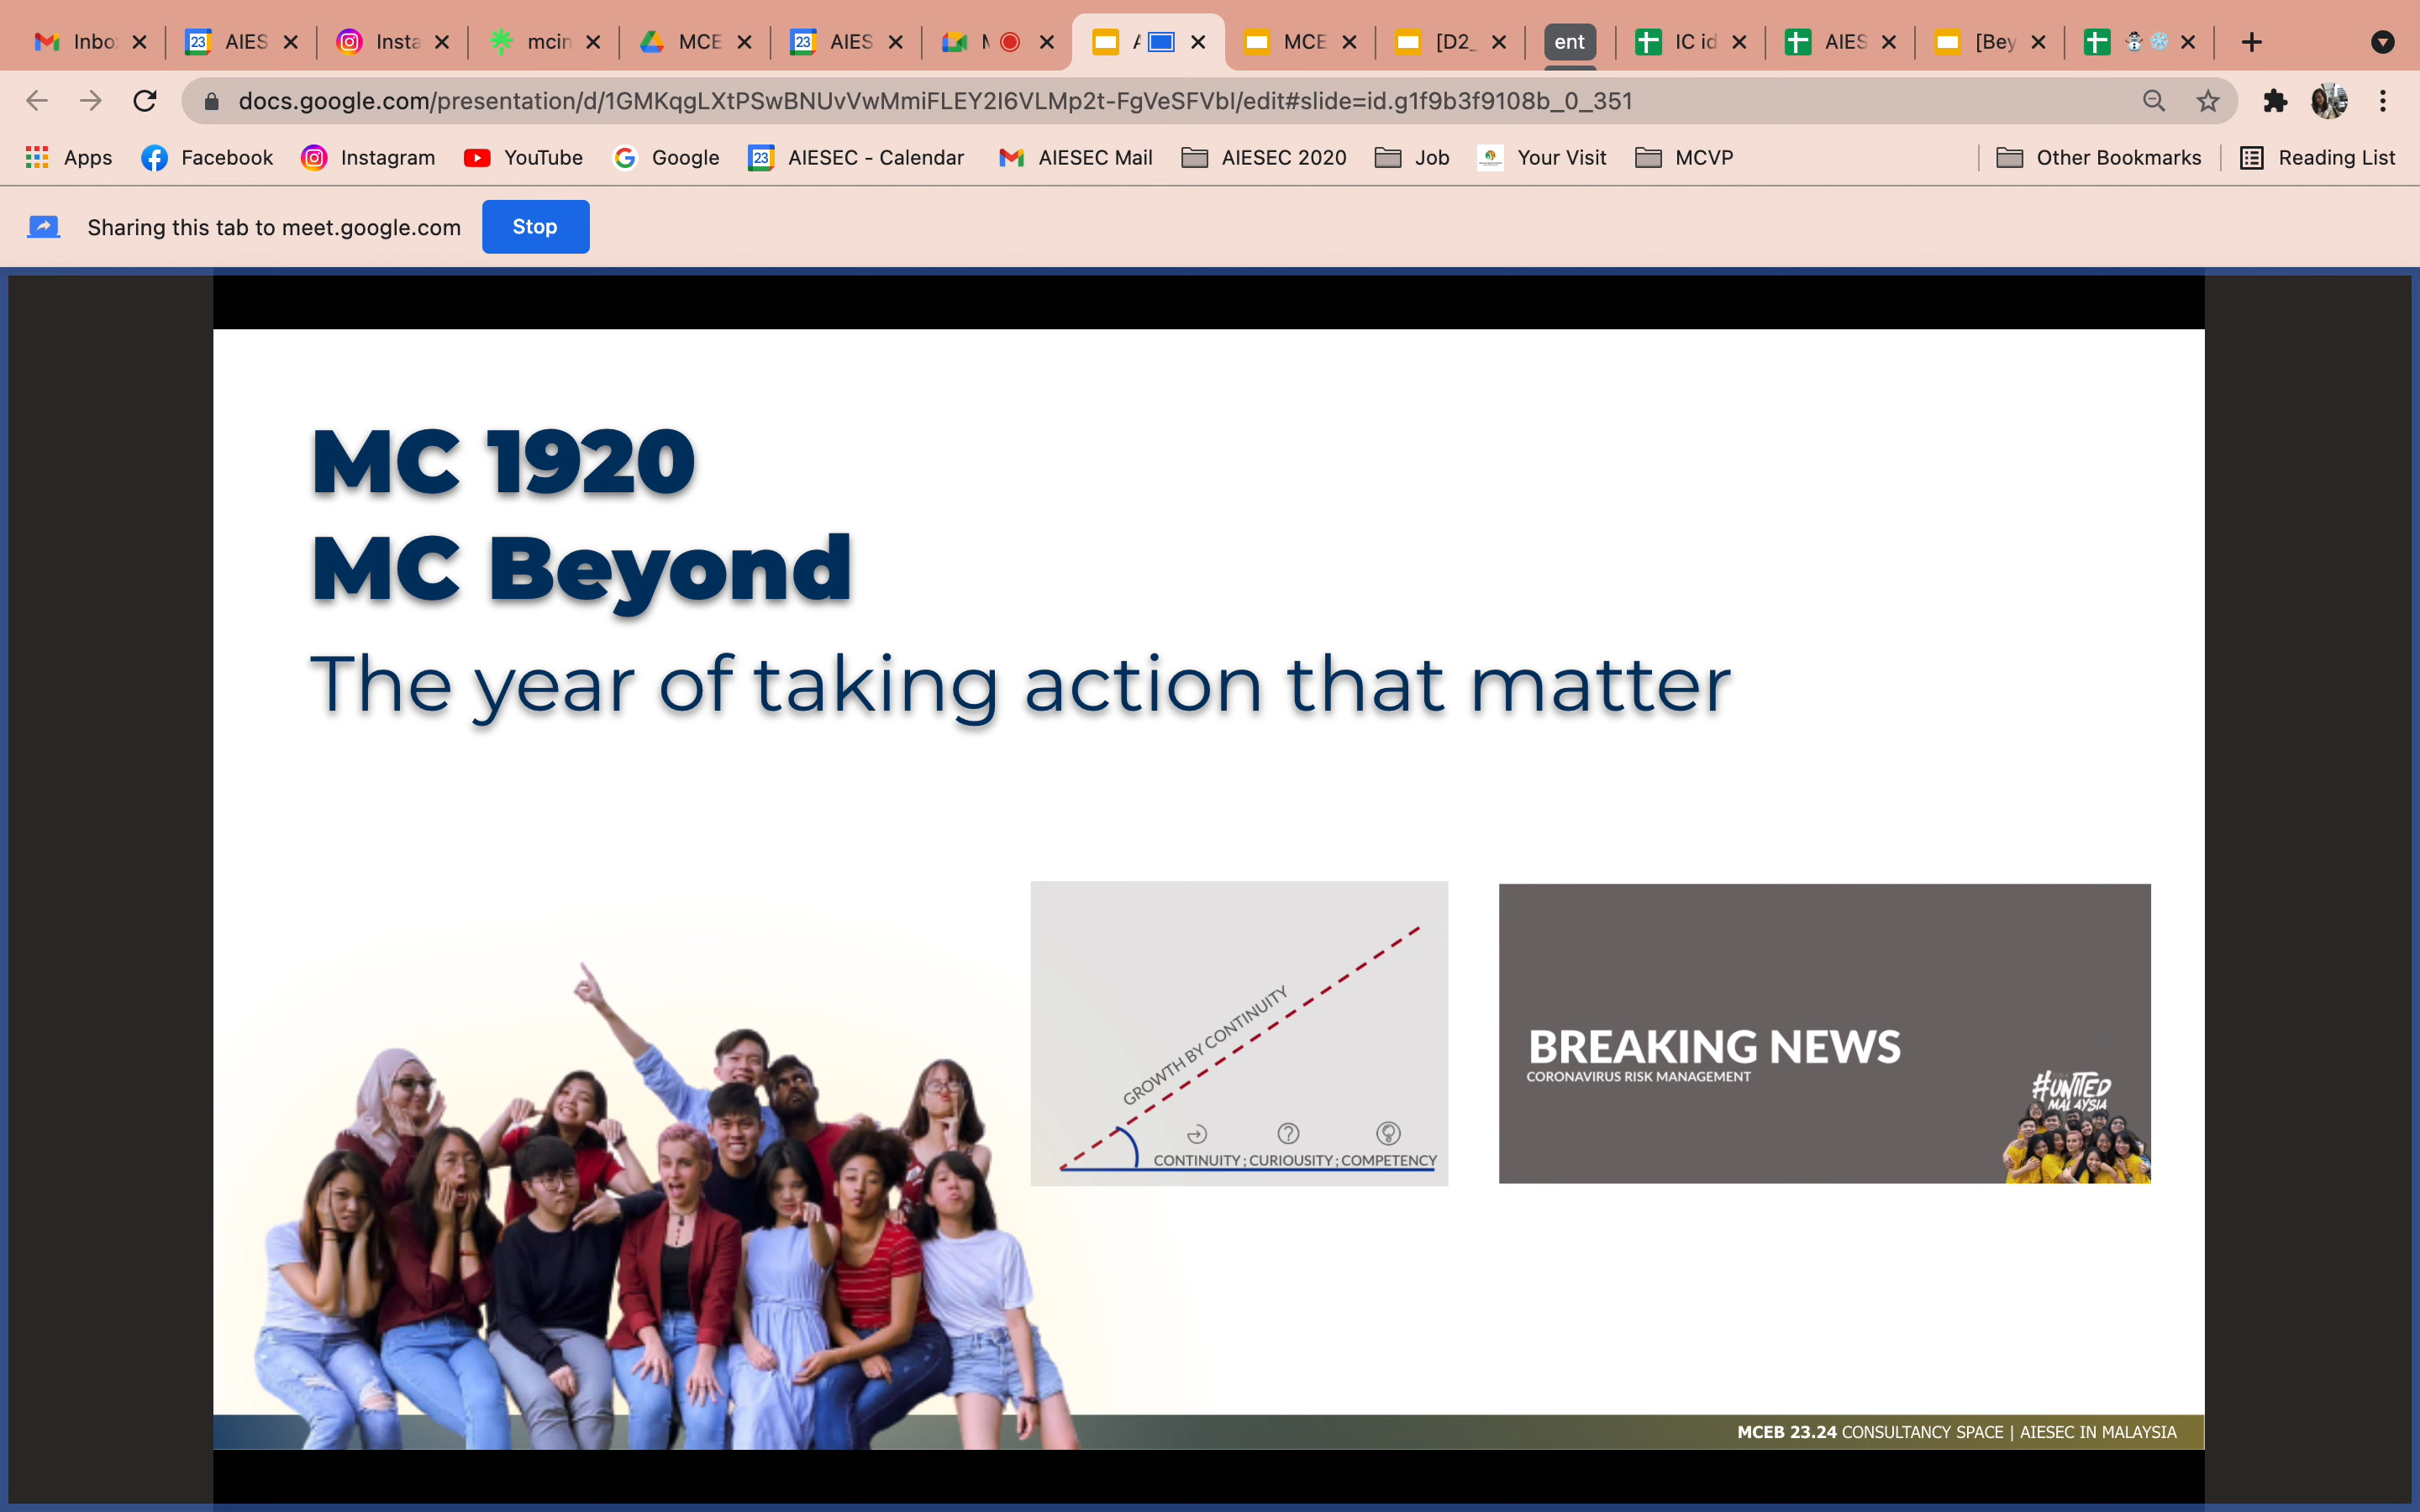 Inbo
AIES
Insta
mcin
MCE
AIES
MCE
[D2_
ent
IC id
AIES
[Bey
docs.google.com/presentation/d/1GMKqgLXtPSwBNUvVwMmiFLEY2I6VLMp2t-FgVeSFVbI/edit#slide=id.g1f9b3f9108b_0_351
Apps
Facebook
Instagram
YouTube
Google
23
AIESEC - Calendar
AIESEC Mail
AIESEC 2020
Job
Your Visit
MCVP
Other Bookmarks
Reading List
Sharing this tab to meet.google.com
Stop
MC 1920
MC Beyond
The year of taking action that matter
GROWTH BY CONTINUITY
CONTINUITY ; CURIOUSITY ; COMPETENCY
BREAKING NEWS
CORONAVIRUS RISK MANAGEMENT
#UNITED
MALAYSIA
MCEB 23.24 CONSULTANCY SPACE | AIESEC IN MALAYSIA